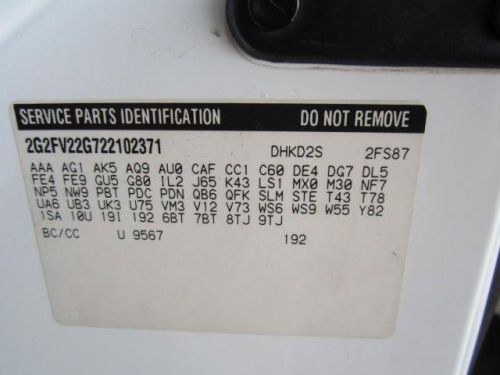 SERVICE PARTS IDENTIFICATION DO NOT REMOVE
2G2FV22G722102371 DHKD2S 2FS87
AAA AG1 AK5 AQ9 AU0 CAF CC1 C60 DE4 DG7 DL5
FE4 FE9 GU5 G80 IL2 J65 K43 LS1 MX0 M30 NF7
NP5 NW9 PBT PDC PDN QB6 QFK SLM STE T43 T78
UA6 UB3 UK3 U75 VM3 V12 V73 WS6 WS9 W55 Y82
1SA 10U 19I 192 6BT 7BT 8TJ 9TJ
BC/CC U 9567 192